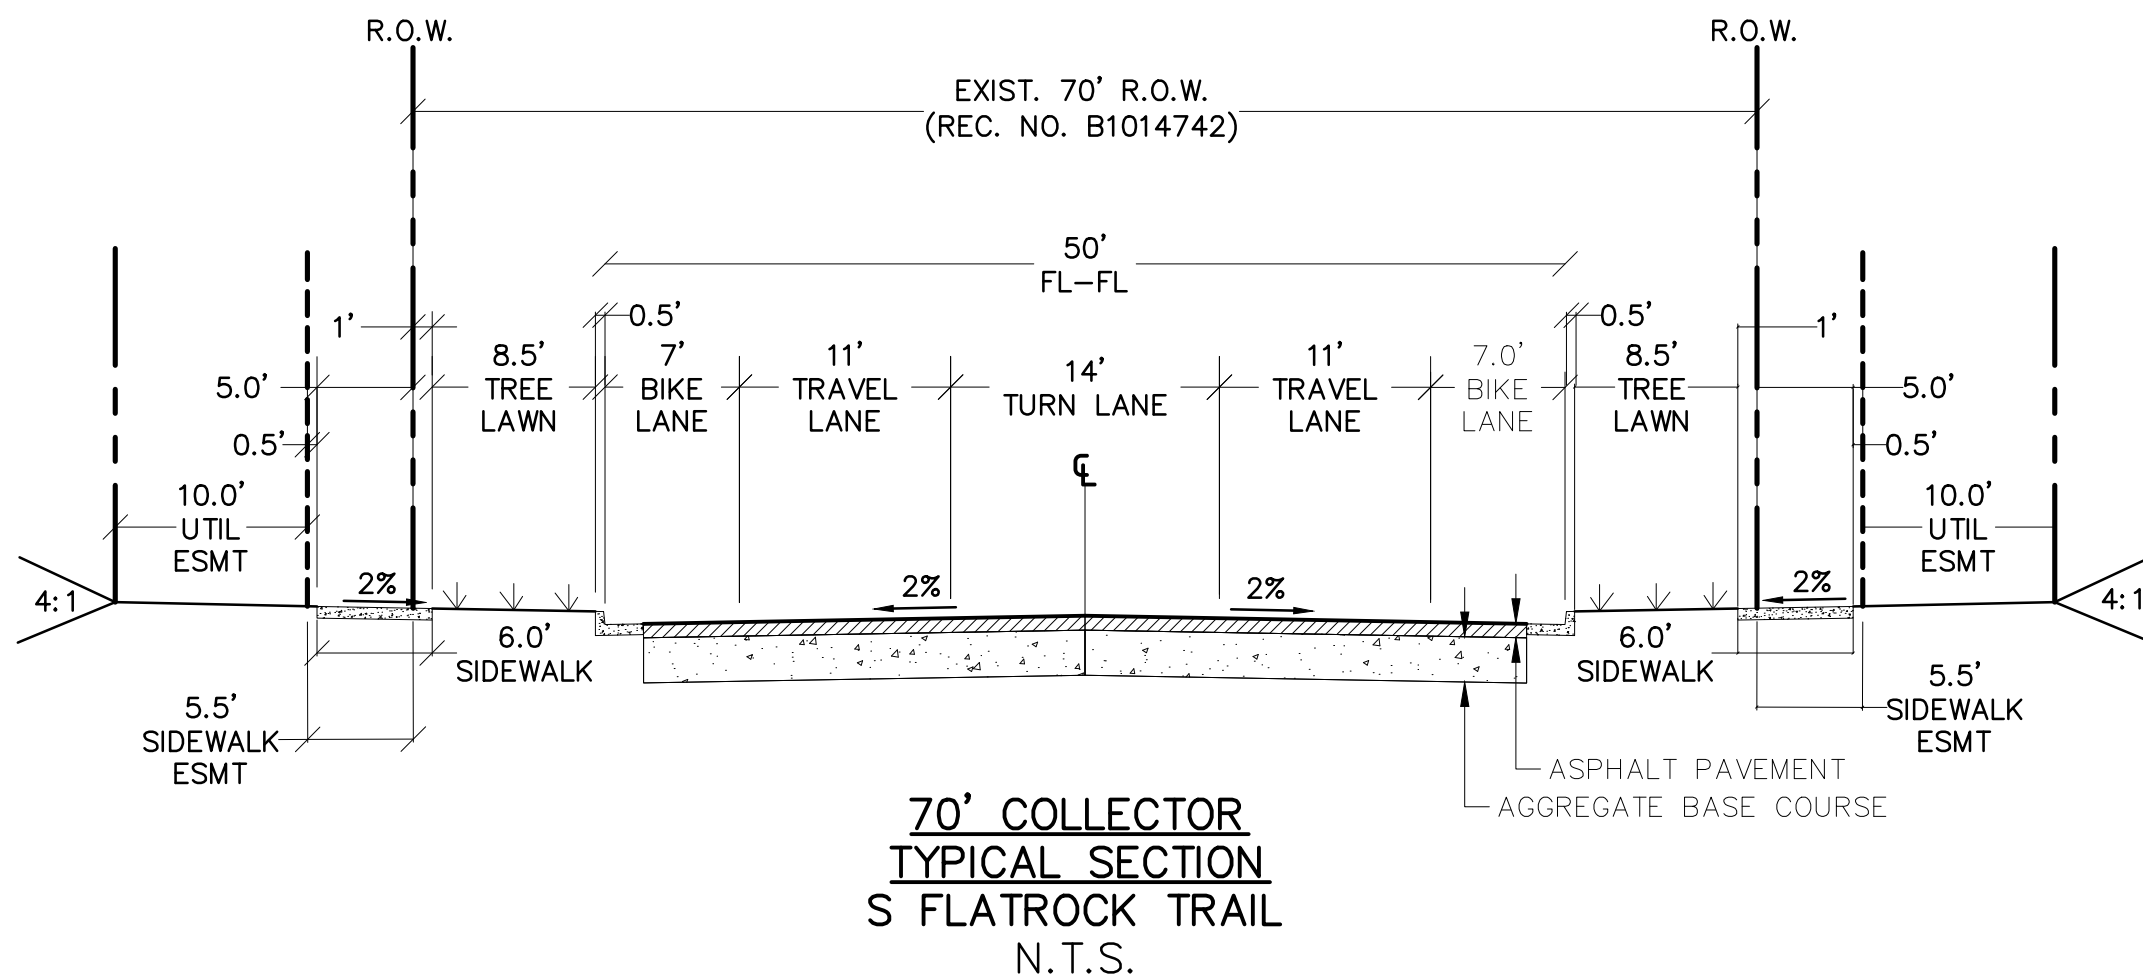 R.O.W.
R.O.W.
EXIST. 70' R.O.W.
(REC. NO. B1014742)
50'
FL-FL
1'
0.5'
0.5'
1'
8.5'
TREE
LAWN
7'
BIKE
LANE
11'
TRAVEL
LANE
14'
TURN LANE
11'
TRAVEL
LANE
7.0'
BIKE
LANE
8.5'
TREE
LAWN
5.0'
5.0'
0.5'
0.5'
℄
10.0'
UTIL
ESMT
10.0'
UTIL
ESMT
4:1
2%
2%
2%
2%
4:1
6.0'
SIDEWALK
6.0'
SIDEWALK
5.5'
SIDEWALK
ESMT
5.5'
SIDEWALK
ESMT
ASPHALT PAVEMENT
AGGREGATE BASE COURSE
70' COLLECTOR
TYPICAL SECTION
S FLATROCK TRAIL
N.T.S.